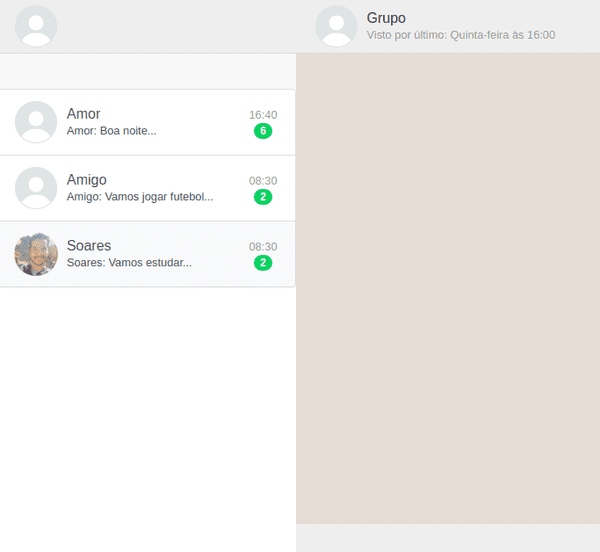 Grupo
Visto por último: Quinta-feira às 16:00
Amor
16:40
Amor: Boa noite...
6
Amigo
08:30
Amigo: Vamos jogar futebol...
2
Soares
08:30
Soares: Vamos estudar...
2